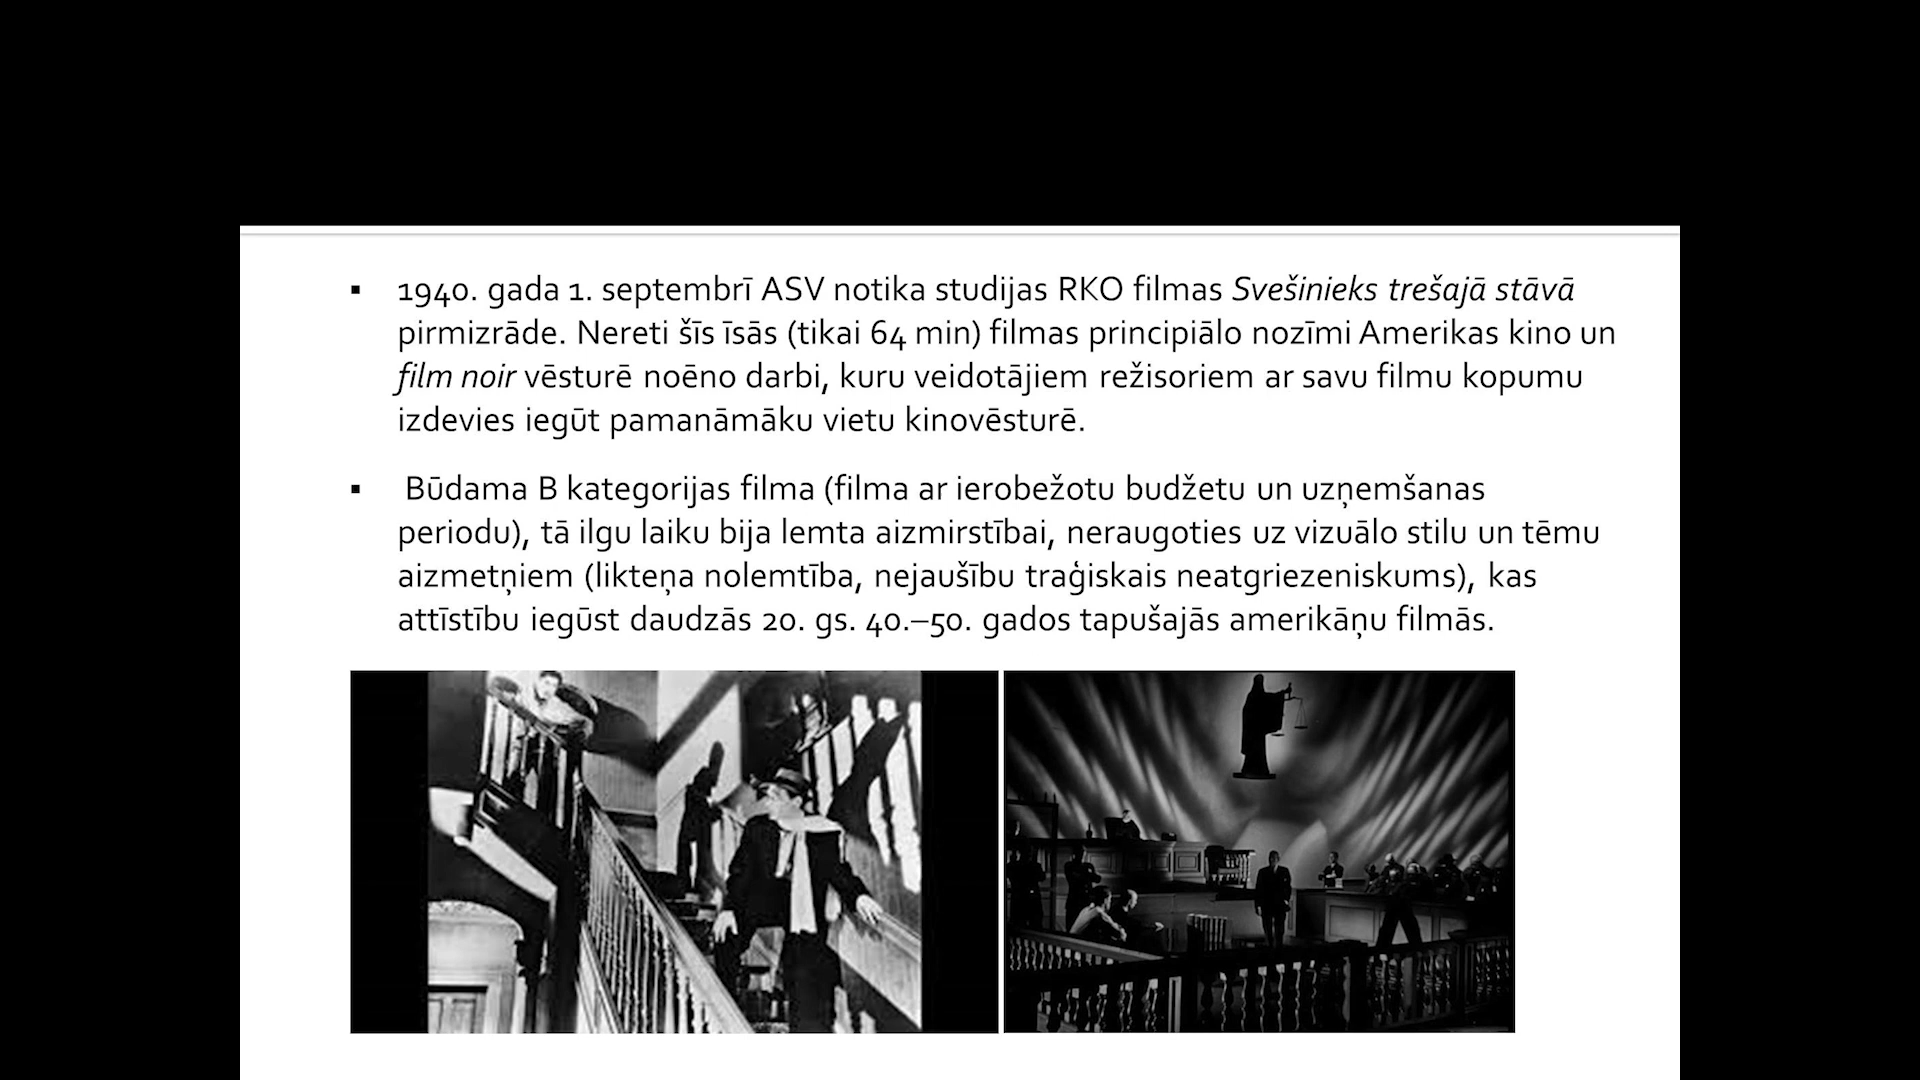 ▪ 1940. gada 1. septembrī ASV notika studijas RKO filmas Svešinieks trešajā stāvā
pirmizrāde. Nereti šīs īsās (tikai 64 min) filmas principiālo nozīmi Amerikas kino un
film noir vēsturē noēno darbi, kuru veidotājiem režisoriem ar savu filmu kopumu
izdevies iegūt pamanāmāku vietu kinovēsturē.
▪ Būdama B kategorijas filma (filma ar ierobežotu budžetu un uzņemšanas
periodu), tā ilgu laiku bija lemta aizmirstībai, neraugoties uz vizuālo stilu un tēmu
aizmetņiem (likteņa nolemtība, nejaušību traģiskais neatgriezeniskums), kas
attīstību iegūst daudzās 20. gs. 40.–50. gados tapušajās amerikāņu filmās.